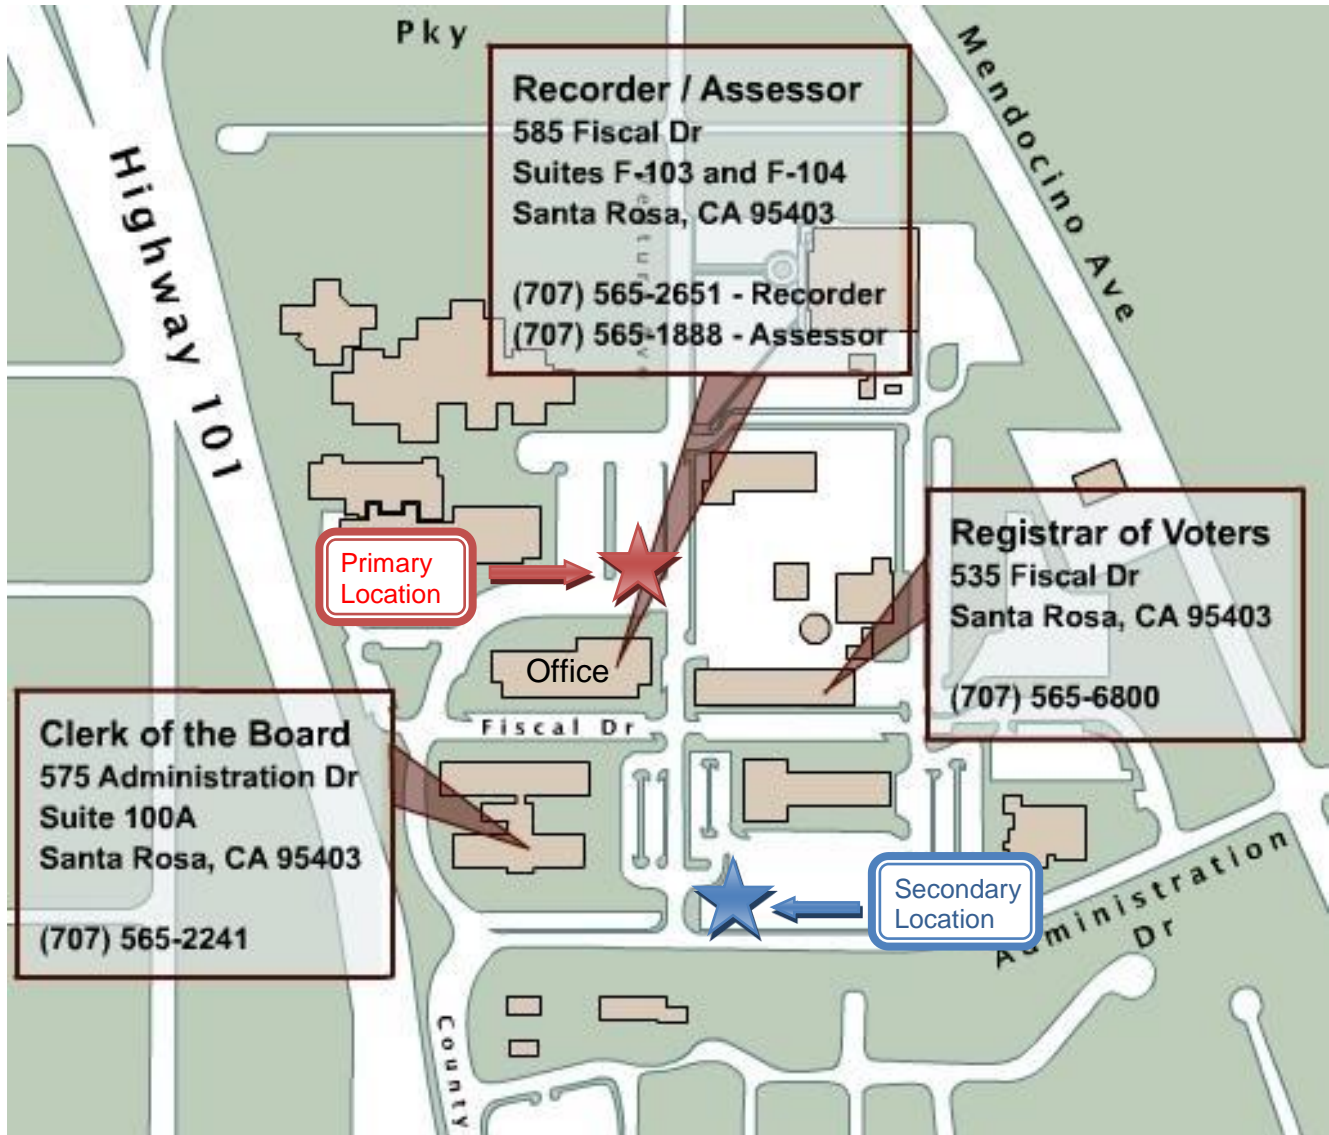 Pky
Mendocino Ave
Highway 101
Recorder / Assessor
585 Fiscal Dr
Suites F-103 and F-104
Santa Rosa, CA 95403
(707) 565-2651 - Recorder
(707) 565-1888 - Assessor
Primary
Location
Registrar of Voters
535 Fiscal Dr
Santa Rosa, CA 95403
(707) 565-6800
Office
Fiscal Dr
Clerk of the Board
575 Administration Dr
Suite 100A
Santa Rosa, CA 95403
(707) 565-2241
Secondary
Location
Administration
Dr
County